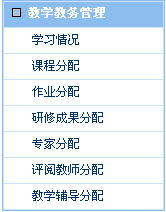 教学教务管理
学习情况
课程分配
作业分配
研修成果分配
专家分配
评阅教师分配
教学辅导分配